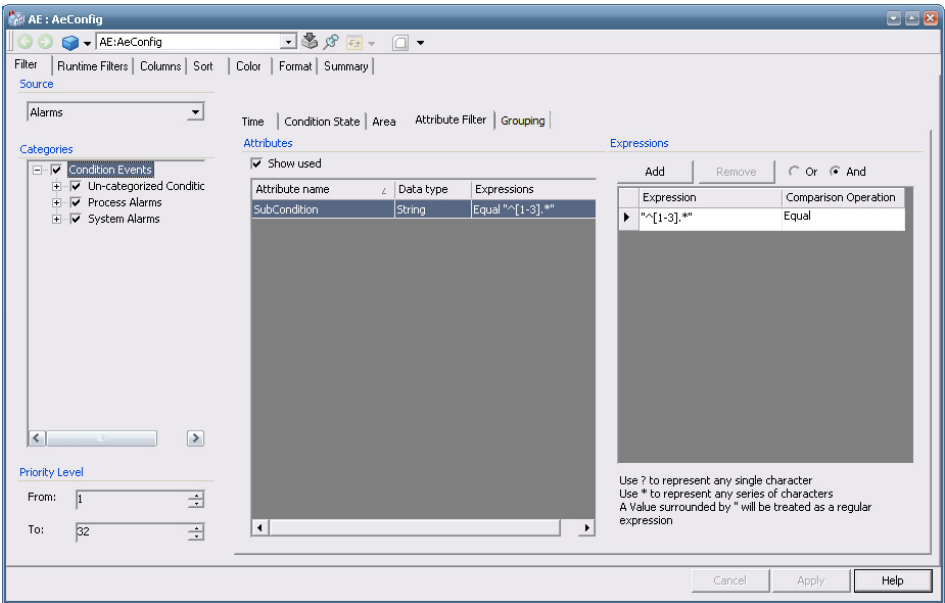 AE : AeConfig
AE:AeConfig
Filter Runtime Filters Columns Sort Color Format Summary
Source
Alarms
Time Condition State Area Attribute Filter Grouping
Categories
Condition Events
Un-categorized Conditic
Process Alarms
System Alarms
Priority Level
From: 1
To: 32
Attributes
Show used
Attribute name Data type Expressions
SubCondition String Equal "^[1-3].*"
Expressions
Add Remove Or And
Expression Comparison Operation
"^[1-3].*" Equal
Use ? to represent any single
character
Use * to represent any series of characters
A Value surrounded by " will be treated as a regular
expression
Cancel Apply Help